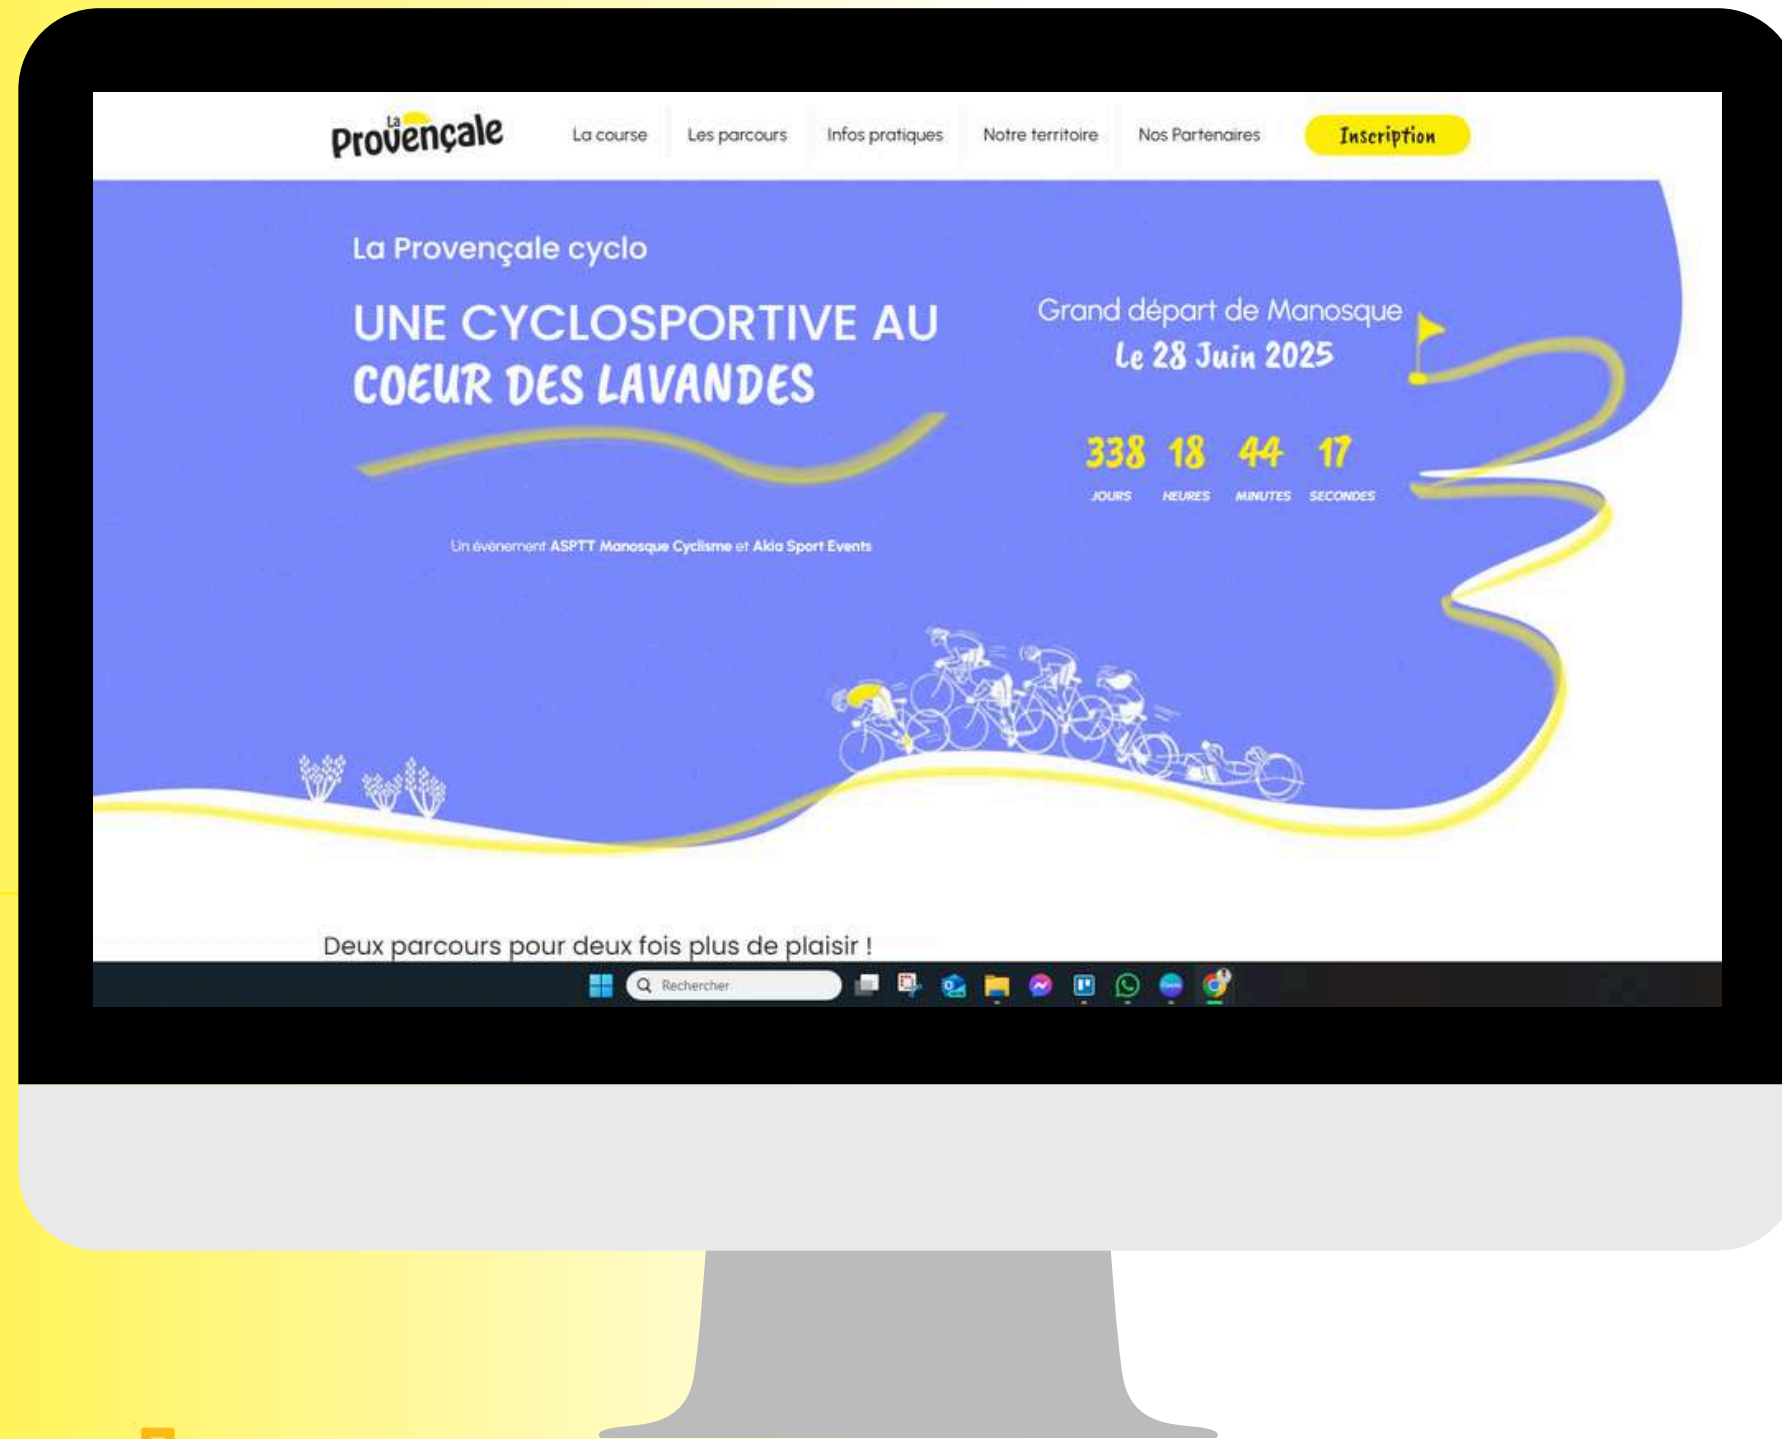 La
Provençale
La course
Les parcours
Infos pratiques
Notre territoire
Nos Partenaires
Inscription
La Provençale cyclo
UNE CYCLOSPORTIVE AU
COEUR DES LAVANDES
Un évènement ASPTT Manosque Cyclisme et Akia Sport Events
Grand départ de Manosque
Le 28 Juin 2025
338 18 44 17
JOURS HEURES MINUTES SECONDES
Deux parcours pour deux fois plus de plaisir !
Rechercher